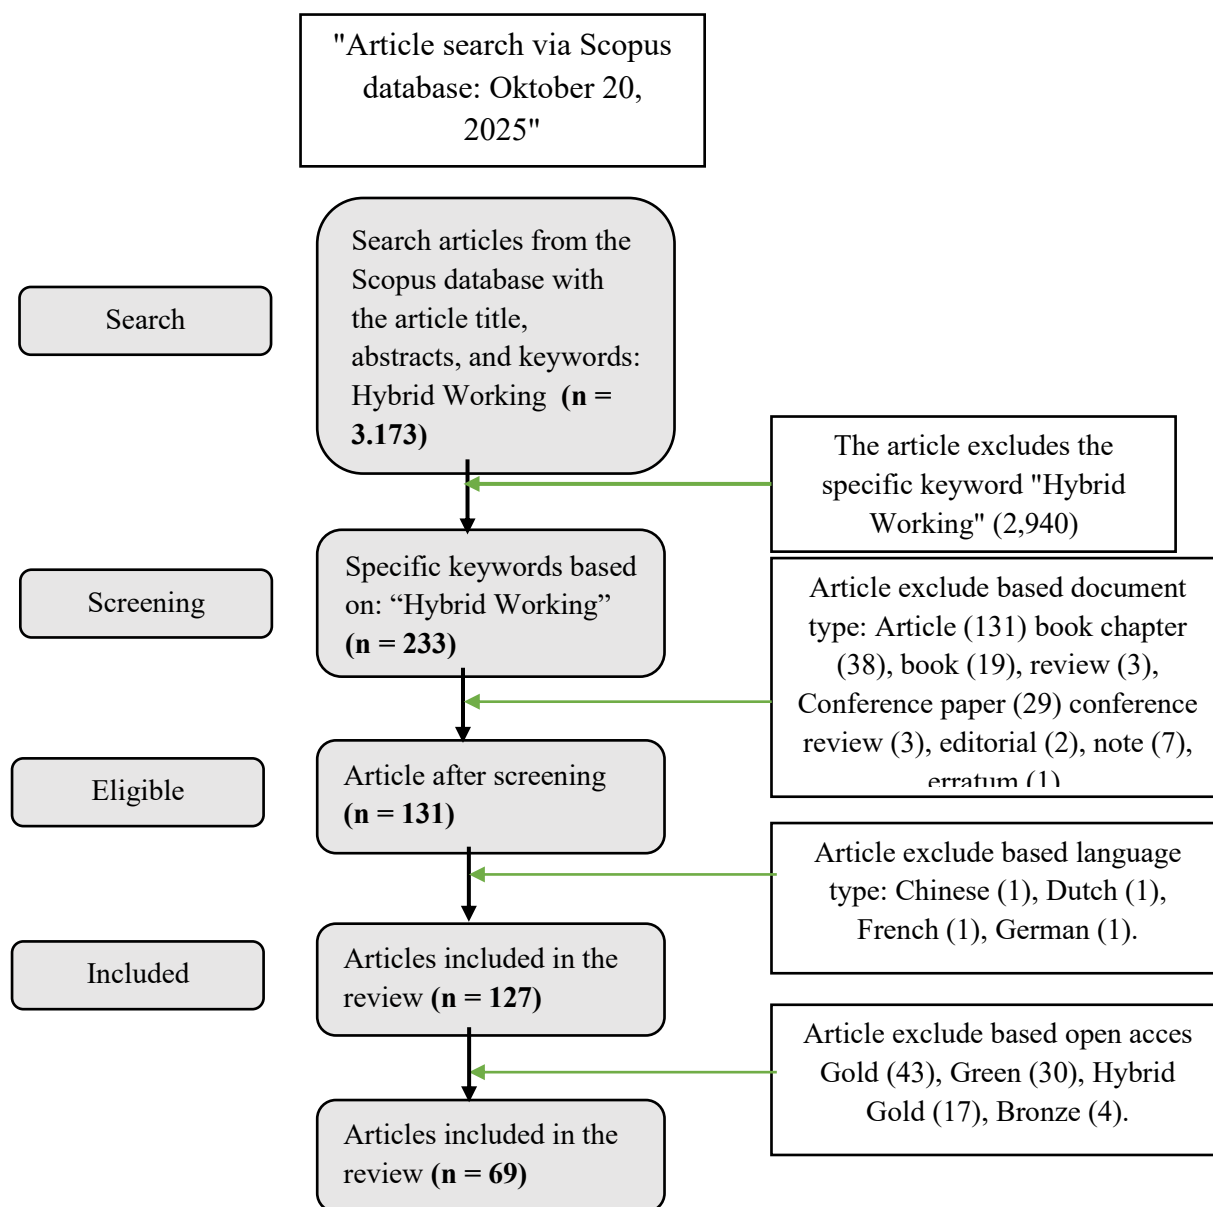 "Article search via Scopus
database: Oktober 20,
2025"
Search
Search articles from the
Scopus database with
the article title,
abstracts, and keywords:
Hybrid Working (n =
3.173)
The article excludes the
specific keyword "Hybrid
Working" (2,940)
Screening
Specific keywords based
on: “Hybrid Working”
(n = 233)
Article exclude based document
type: Article (131) book chapter
(38), book (19), review (3),
Conference paper (29) conference
review (3), editorial (2), note (7),
erratum (1)
Eligible
Article after screening
(n = 131)
Article exclude based language
type: Chinese (1), Dutch (1),
French (1), German (1).
Included
Articles included in the
review (n = 127)
Article exclude based open acces
Gold (43), Green (30), Hybrid
Gold (17), Bronze (4).
Articles included in the
review (n = 69)